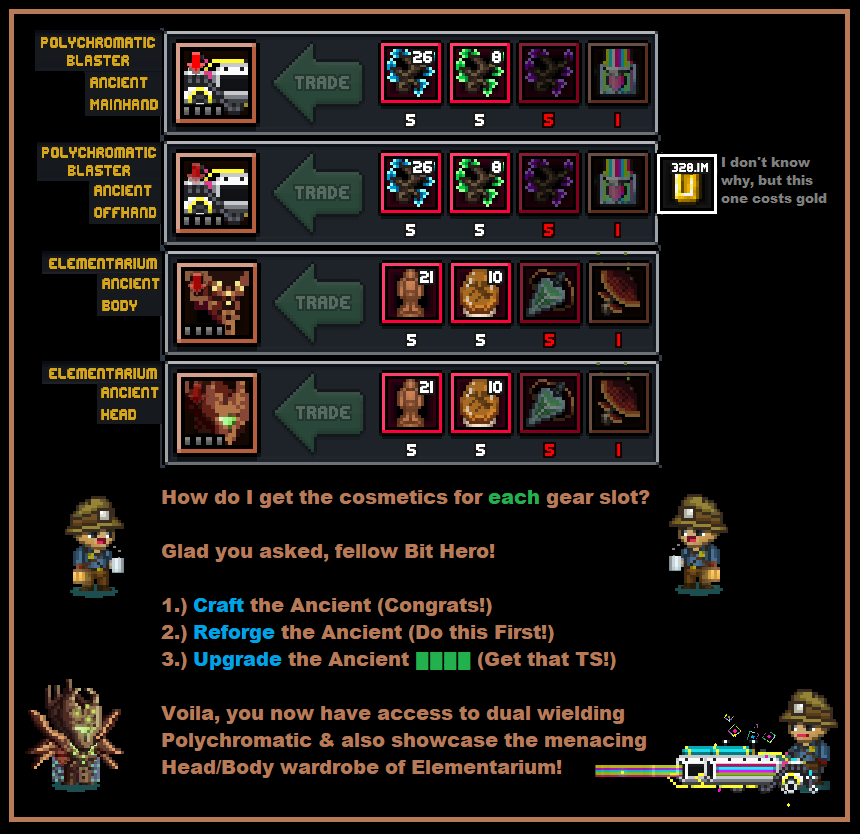 POLYCHROMATIC
BLASTER
ANCIENT
MAINHAND
TRADE
26 8
5 5 5 1
POLYCHROMATIC
BLASTER
ANCIENT
OFFHAND
TRADE
26 8
5 5 5 1
328.1M
I don't know
why, but this
one costs gold
ELEMENTARIUM
ANCIENT
BODY
TRADE
21 10
5 5 5 1
ELEMENTARIUM
ANCIENT
HEAD
TRADE
21 10
5 5 5 1
How do I get the cosmetics for each gear slot?
Glad you asked, fellow Bit Hero!
1.) Craft the Ancient (Congrats!)
2.) Reforge the Ancient (Do this First!)
3.) Upgrade the Ancient ████ (Get that TS!)
Voila, you now have access to dual wielding
Polychromatic & also showcase the menacing
Head/Body wardrobe of Elementarium!